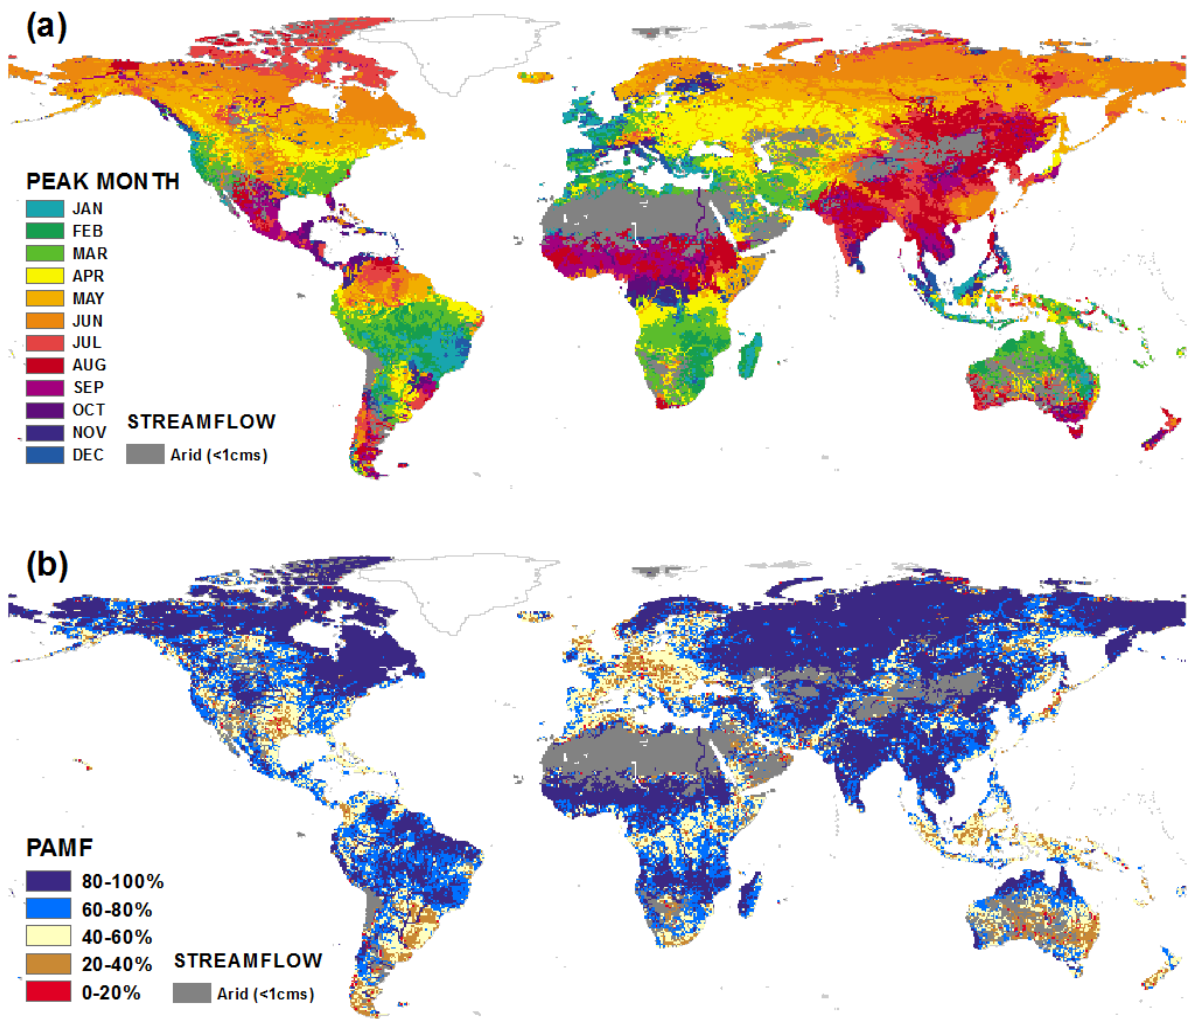 (a)
PEAK MONTH
JAN
FEB
MAR
APR
MAY
JUN
JUL
AUG
SEP
OCT
NOV
DEC
STREAMFLOW
Arid (<1cms)
(b)
PAMF
80-100%
60-80%
40-60%
20-40%
0-20%
STREAMFLOW
Arid (<1cms)